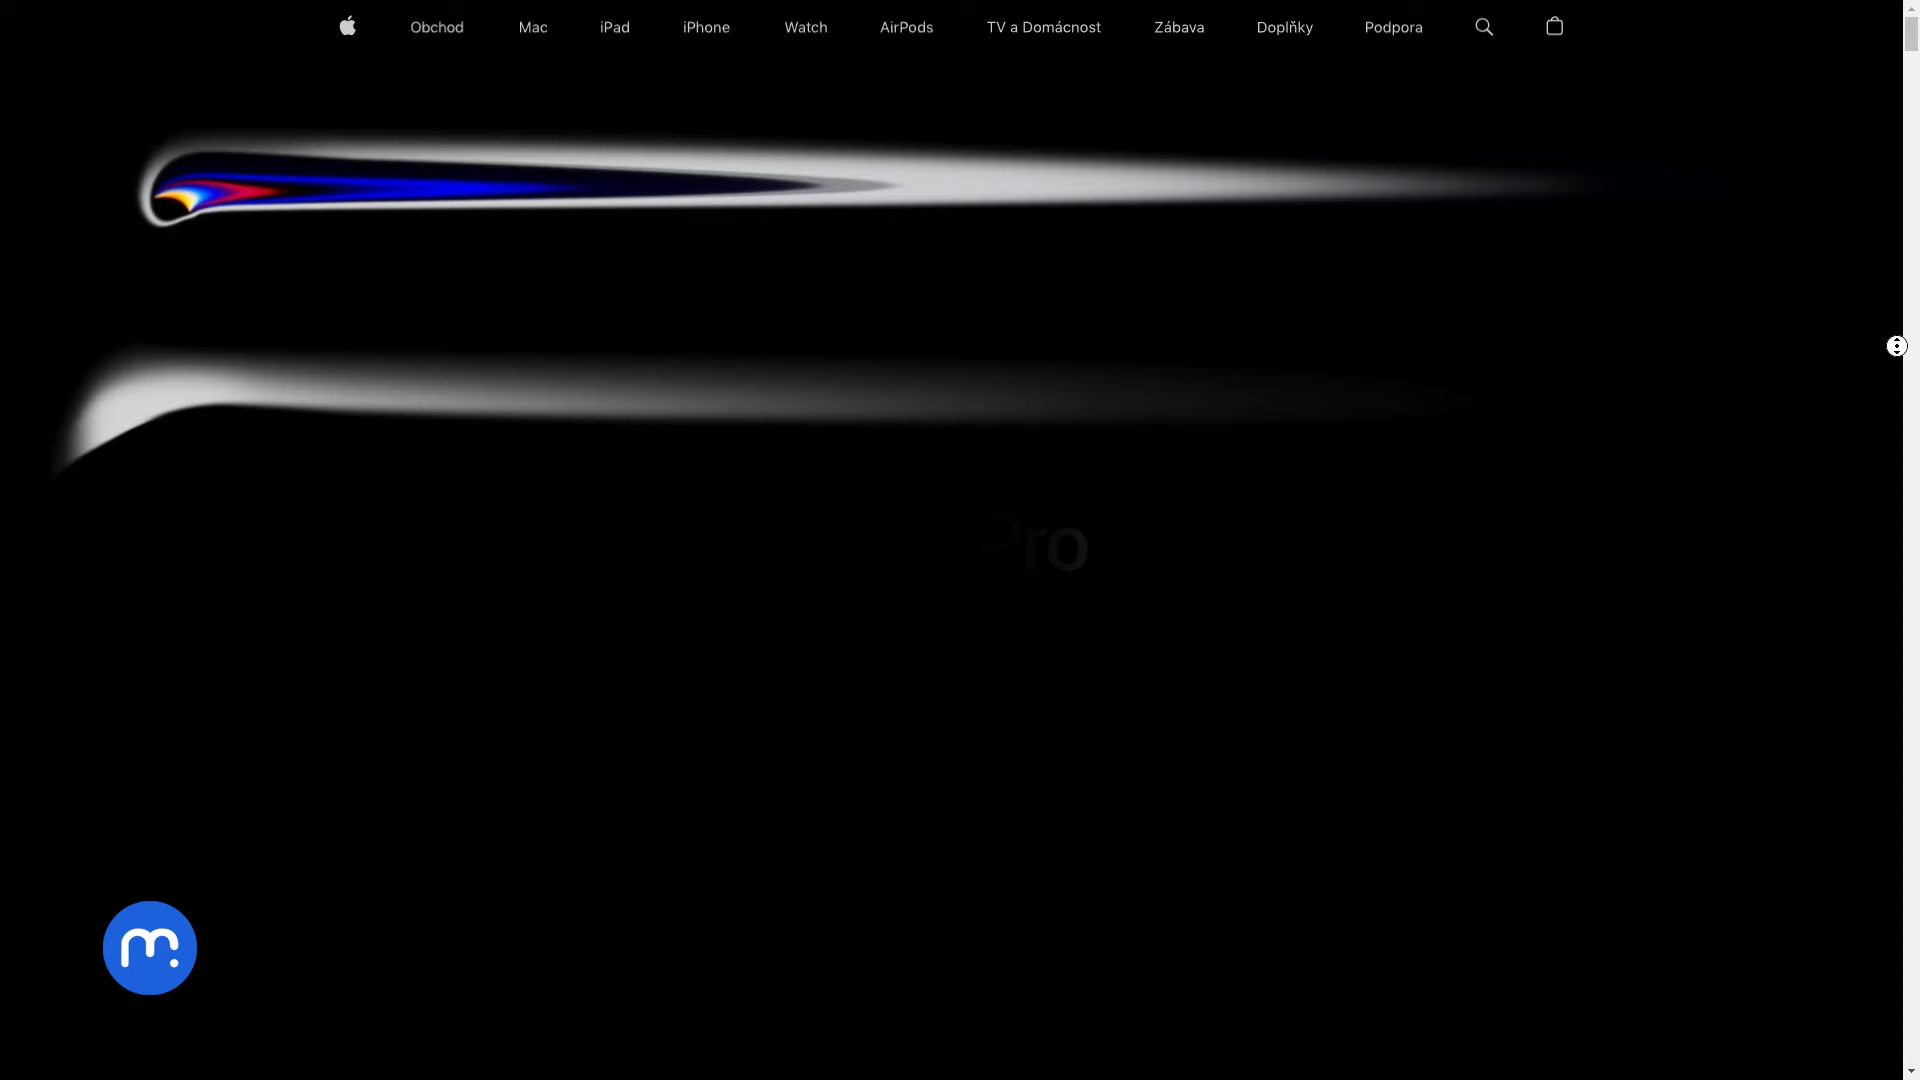 Obchod Mac iPad iPhone Watch AirPods TV a Domácnost Zábava Doplňky Podpora
Pro
m.